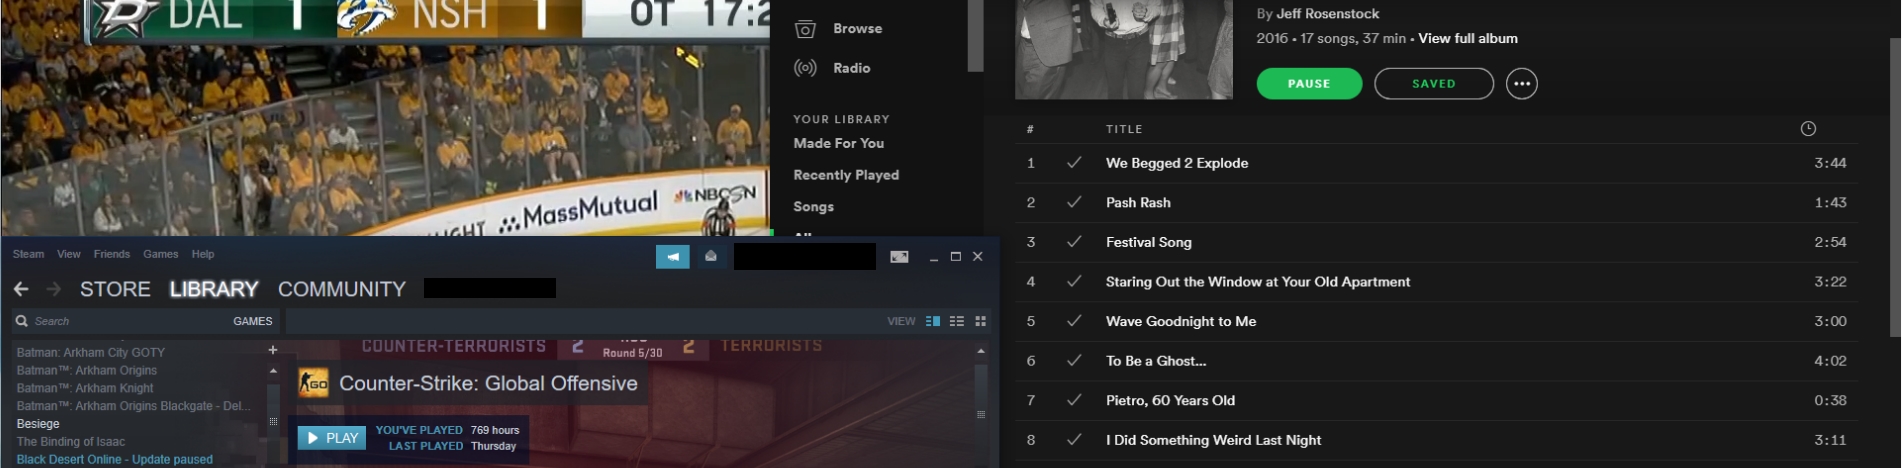 DAL 1 NSH 1 OT 17:2
MassMutual
NBCSN
Browse
Radio
YOUR LIBRARY
Made For You
Recently Played
Songs
By Jeff Rosenstock
2016 • 17 songs, 37 min • View full album
PAUSE SAVED
# TITLE
1 We Begged 2 Explode 3:44
2 Pash Rash 1:43
3 Festival Song 2:54
4 Staring Out the Window at Your Old Apartment 3:22
5 Wave Goodnight to Me 3:00
6 To Be a Ghost... 4:02
7 Pietro, 60 Years Old 0:38
8 I Did Something Weird Last Night 3:11
Steam View Friends Games Help
STORE LIBRARY COMMUNITY
Search GAMES
VIEW
Batman: Arkham City GOTY
Batman™: Arkham Origins
Batman™: Arkham Knight
Batman™: Arkham Origins Blackgate - Del...
Besiege
The Binding of Isaac
Black Desert Online - Update paused
COUNTER-TERRORISTS 2 2 TERRORISTS
Round 5/30
GO
Counter-Strike: Global Offensive
PLAY
YOU'VE PLAYED 769 hours
LAST PLAYED Thursday